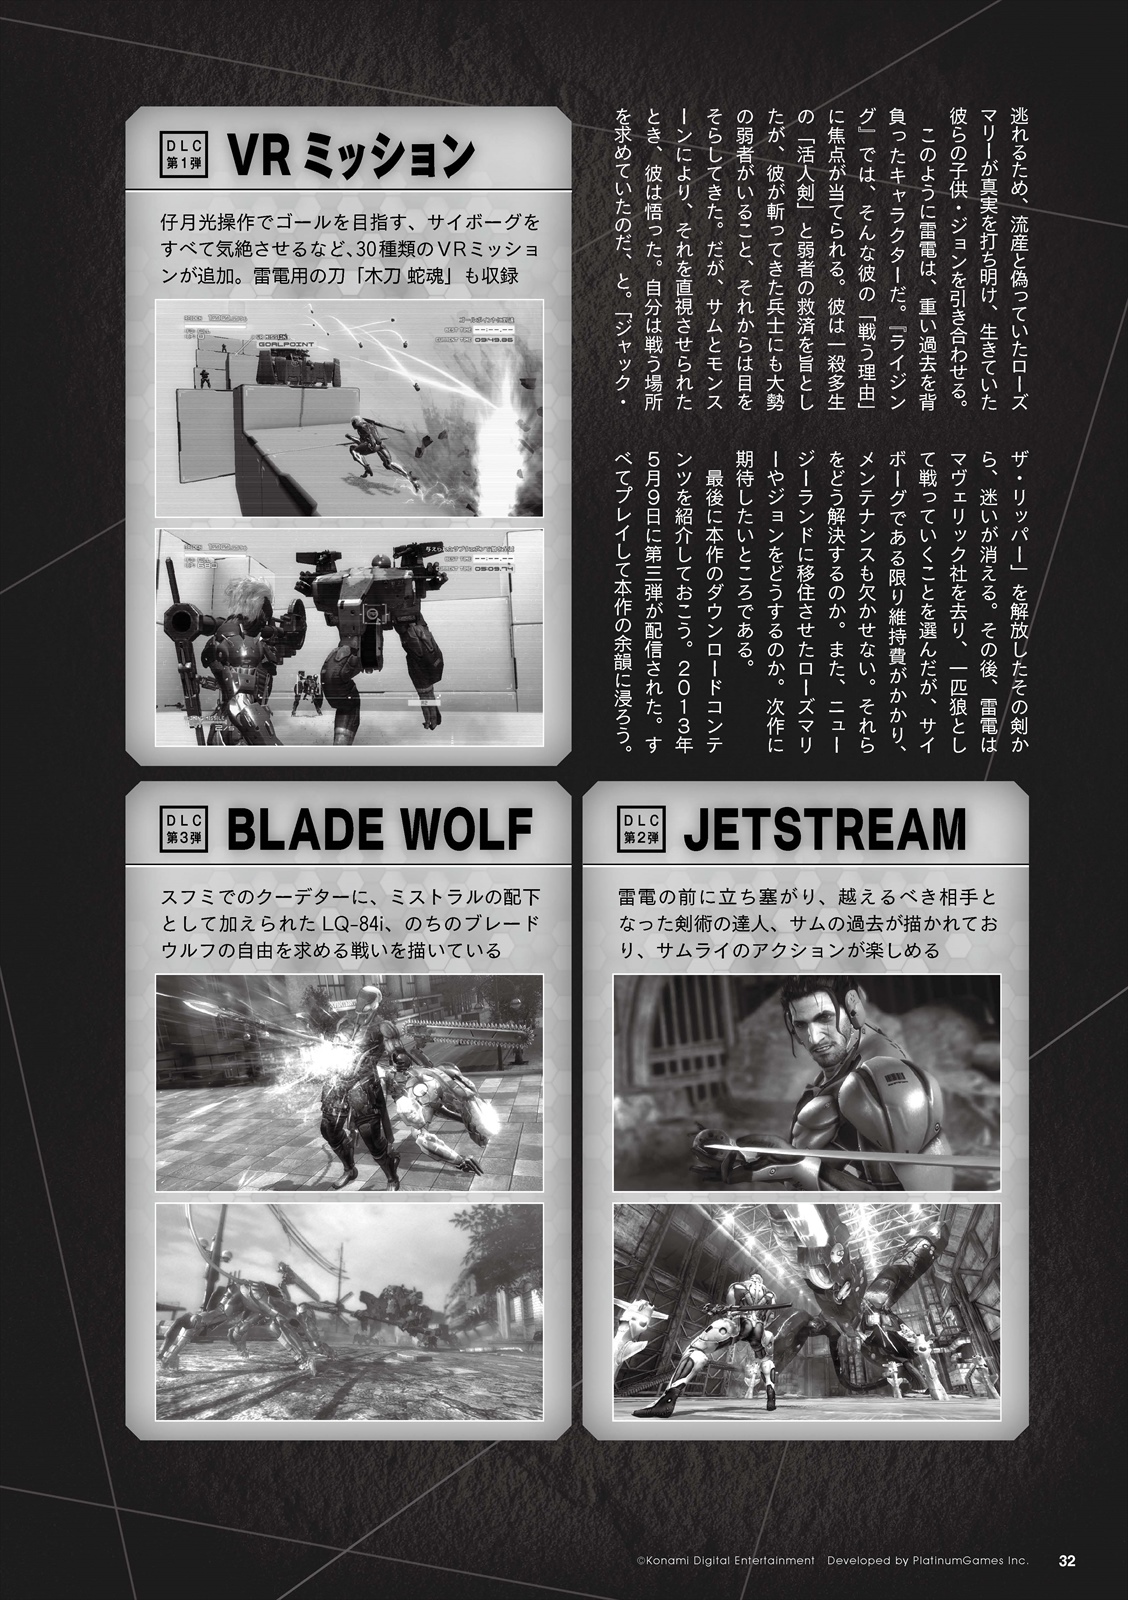 逃れるため、流産と偽っていたローズ
マリーが真実を打ち明け、生きていた
彼らの子供・ジョンを引き合わせる。
このように雷電は、重い過去を背
負ったキャラクターだ。『ライジン
グ』では、そんな彼の「戦う理由」
に焦点が当てられる。彼は一殺多生
の「活人剣」と弱者の救済を旨とし
たが、彼が斬ってきた兵士にも大勢
の弱者がいること、それからは目を
そらしてきた。だが、サムとモンス
ーンにより、それを直視させられた
とき、彼は悟った。自分は戦う場所
を求めていたのだ、と。「ジャック・
ザ・リッパー」を解放したその剣か
ら、迷いが消える。その後、雷電は
マヴェリック社を去り、一匹狼とし
て戦っていくことを選んだが、サイ
ボーグである限り維持費がかかり、
メンテナンスも欠かせない。それら
をどう解決するのか。また、ニュー
ジーランドに移住させたローズマリ
ーやジョンをどうするのか。次作に
期待したいところである。
最後に本作のダウンロードコンテ
ンツを紹介しておこう。2013年
5月9日に第三弾が配信された。す
べてプレイして本作の余韻に浸ろう。
DLC
第1弾
VRミッション
仔月光操作でゴールを目指す、サイボーグを
すべて気絶させるなど、30種類のVRミッショ
ンが追加。雷電用の刀「木刀 蛇魂」も収録
GOALPOINT
DLC
第2弾
JETSTREAM
雷電の前に立ち塞がり、越えるべき相手と
なった剣術の達人、サムの過去が描かれてお
り、サムライのアクションが楽しめる
DLC
第3弾
BLADE WOLF
スフミでのクーデターに、ミストラルの配下
として加えられたLQ-84i、のちのブレード
ウルフの自由を求める戦いを描いている
©Konami Digital Entertainment Developed by PlatinumGames Inc.
32